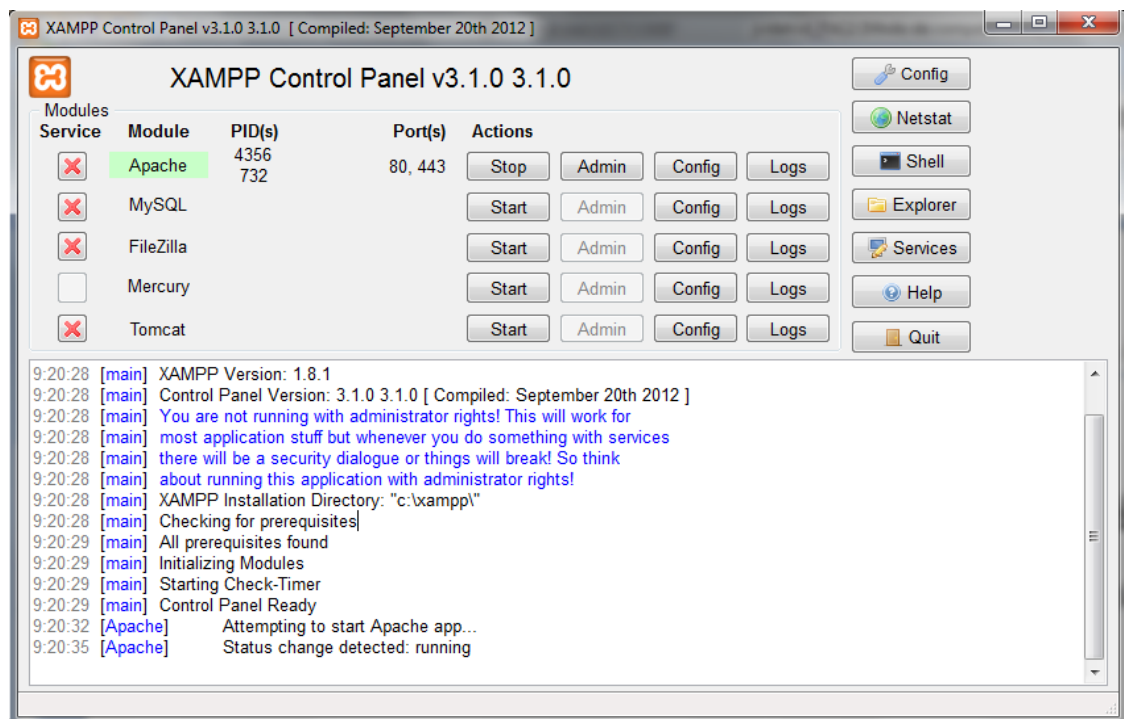 XAMPP Control Panel v3.1.0 3.1.0 [ Compiled: September 20th 2012 ]
XAMPP Control Panel v3.1.0 3.1.0
Config
Netstat
Shell
Explorer
Services
Help
Quit
Modules
Service Module PID(s) Port(s) Actions
Apache 4356 732 80, 443 Stop Admin Config Logs
MySQL Start Admin Config Logs
FileZilla Start Admin Config Logs
Mercury Start Admin Config Logs
Tomcat Start Admin Config Logs
9:20:28 [main] XAMPP Version: 1.8.1
9:20:28 [main] Control Panel Version: 3.1.0 3.1.0 [ Compiled: September 20th 2012 ]
9:20:28 [main] You are not running with administrator rights! This will work for
9:20:28 [main] most application stuff but whenever you do something with services
9:20:28 [main] there will be a security dialogue or things will break! So think
9:20:28 [main] about running this application with administrator rights!
9:20:28 [main] XAMPP Installation Directory: "c:\xampp\"
9:20:28 [main] Checking for prerequisites
9:20:29 [main] All prerequisites found
9:20:29 [main] Initializing Modules
9:20:29 [main] Starting Check-Timer
9:20:29 [main] Control Panel Ready
9:20:32 [Apache] Attempting to start Apache app...
9:20:35 [Apache] Status change detected: running